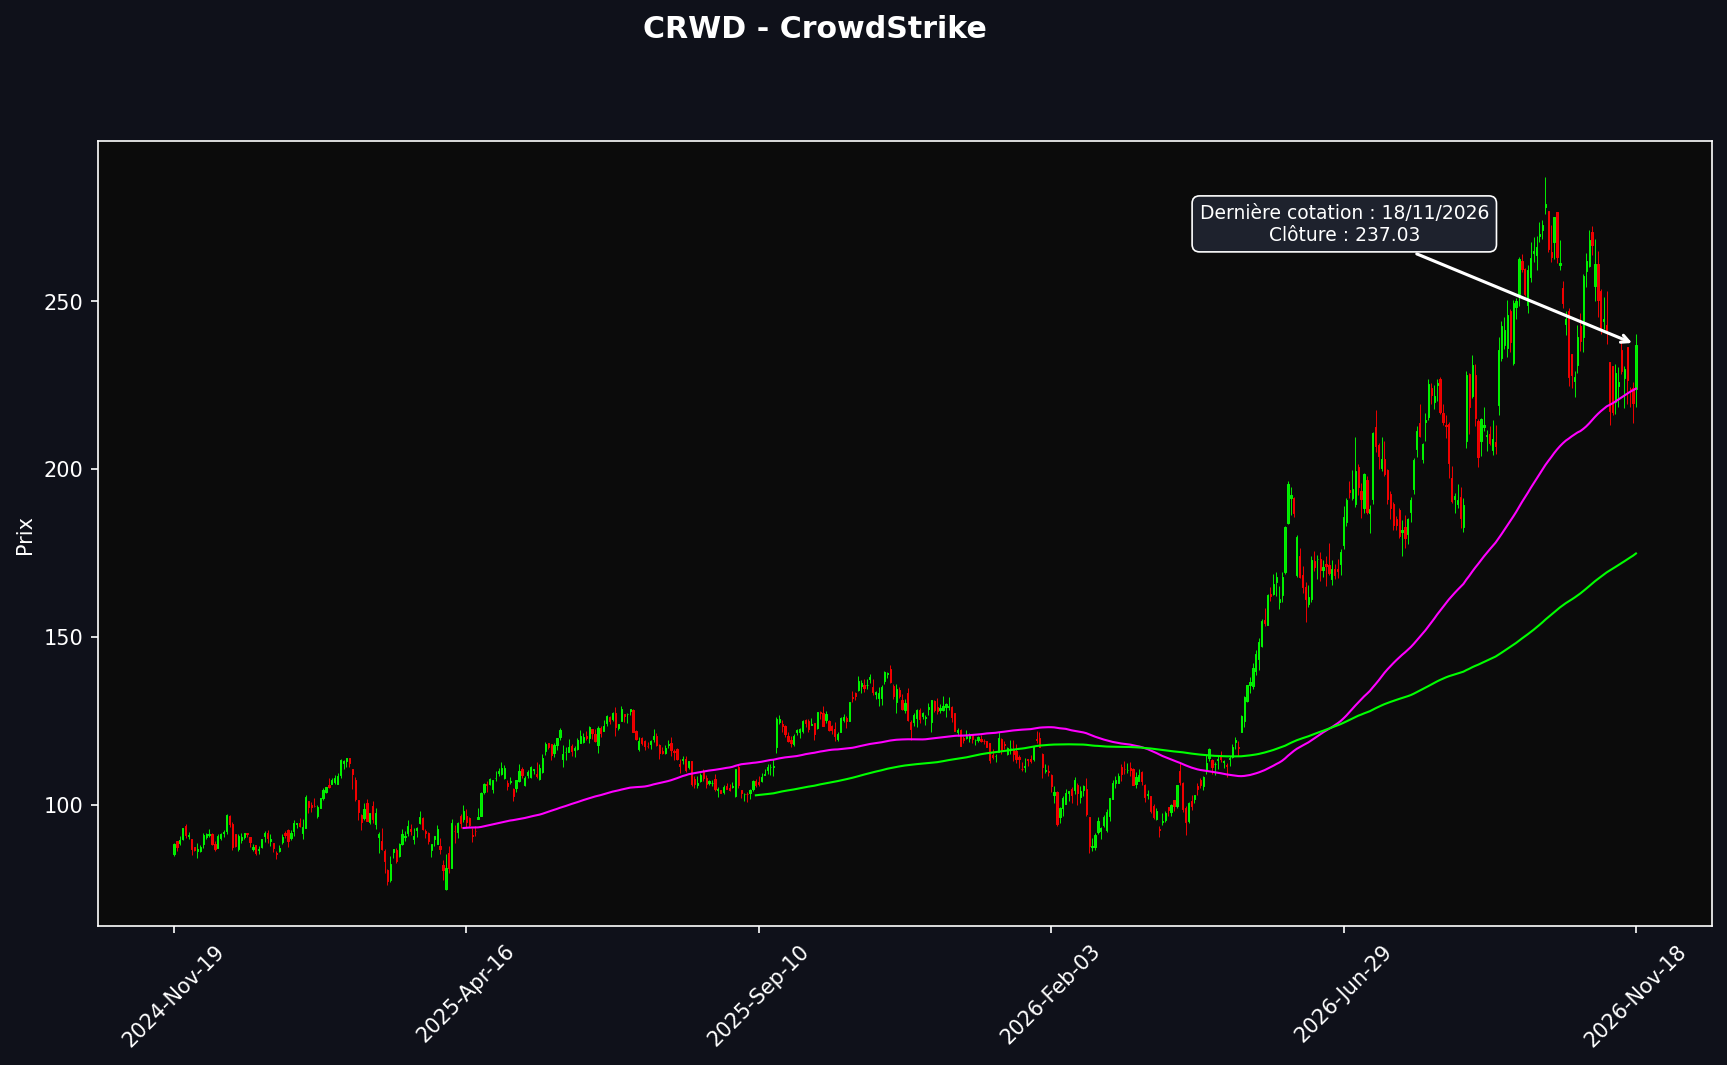 CRWD - CrowdStrike
Dernière cotation : 18/11/2026
Clôture : 237.03
Prix
250
200
150
100
2024-Nov-19
2025-Apr-16
2025-Sep-10
2026-Feb-03
2026-Jun-29
2026-Nov-18